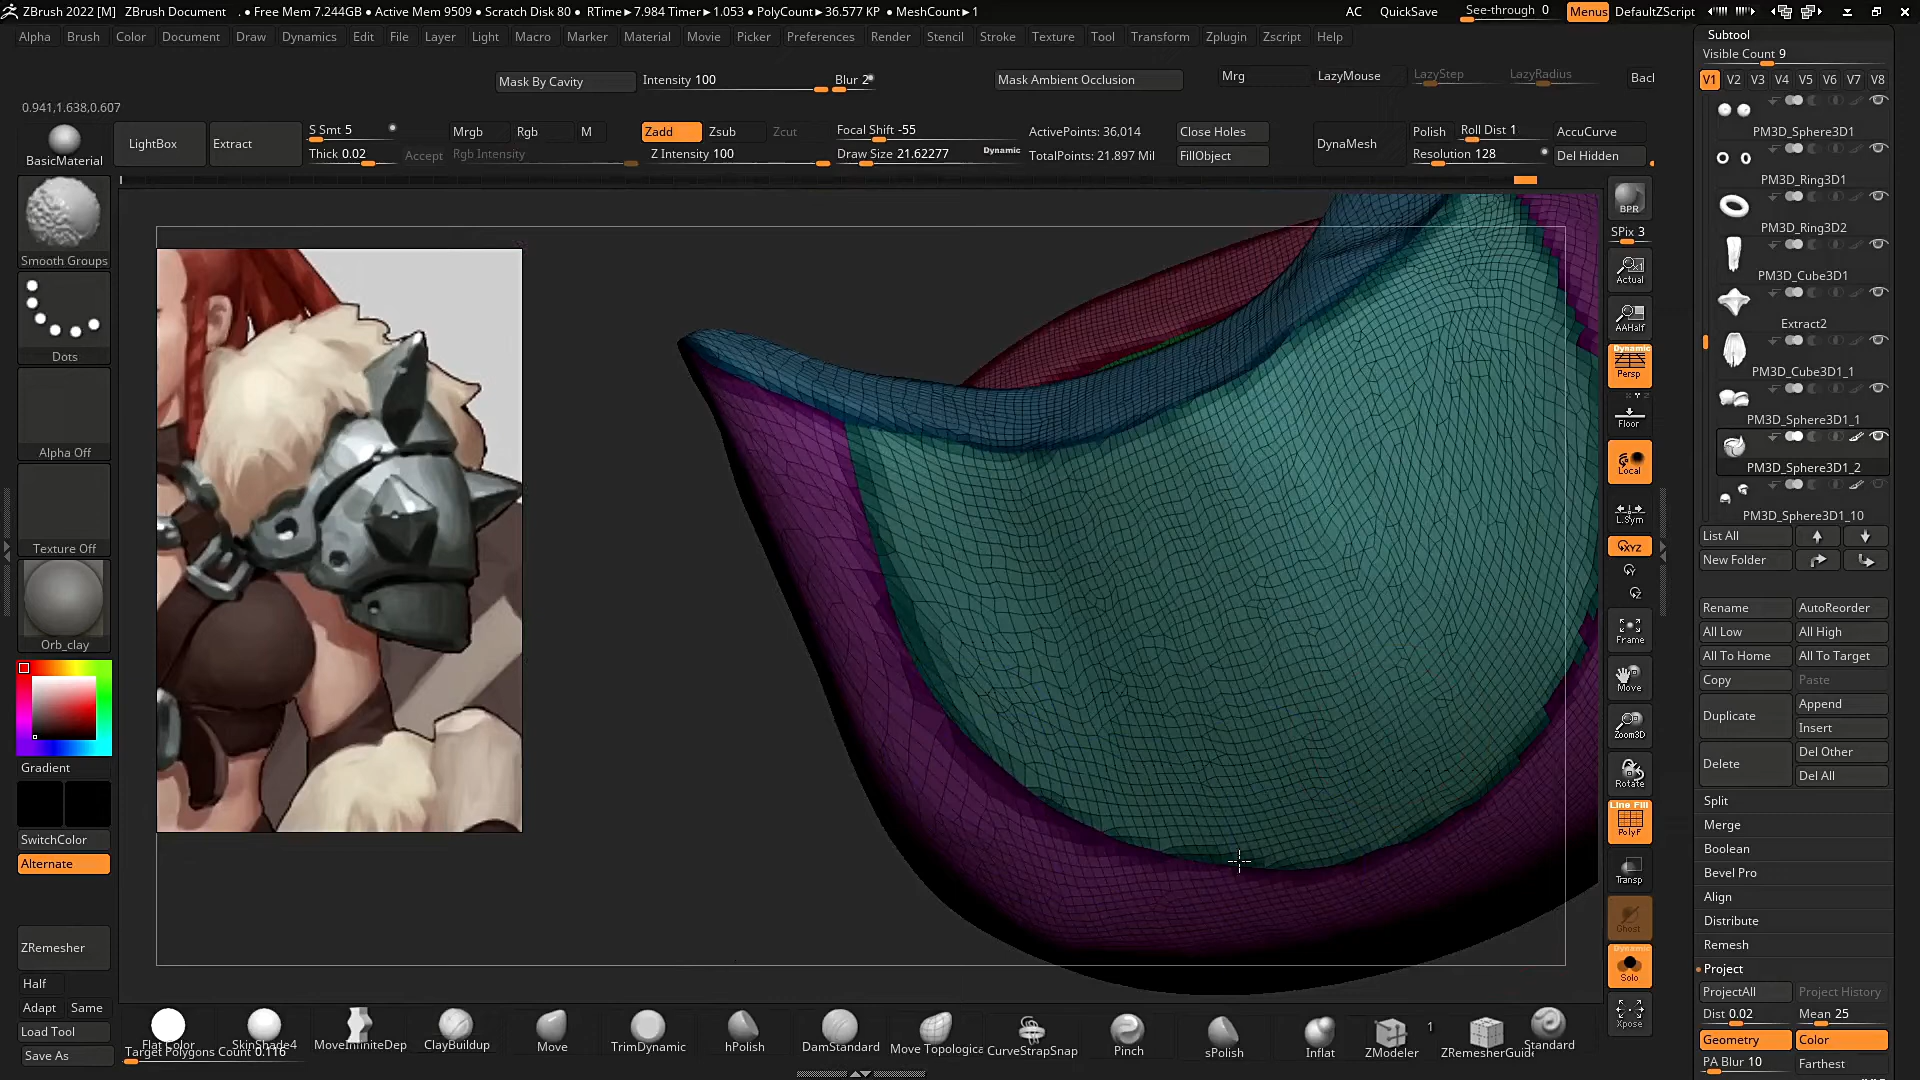 ZBrush 2022 [M] ZBrush Document . ● Free Mem 7.244GB ● Active Mem 9509 ● Scratch Disk 80 ● RTime►7.984 Timer►1.053 ● PolyCount►36.577 KP ● MeshCount►1 AC QuickSave See-through 0 Menus DefaultZScript
Alpha Brush Color Document Draw Dynamics Edit File Layer Light Macro Marker Material Movie Picker Preferences Render Stencil Stroke Texture Tool Transform Zplugin Zscript Help
Mask By Cavity Intensity 100 Blur 2 Mask Ambient Occlusion Mrg LazyMouse LazyStep LazyRadius Bacl
0.941,1.638,0.607
BasicMaterial LightBox Extract S Smt 5 Mrgb Rgb M Zadd Zsub Zcut Focal Shift -55 ActivePoints: 36,014 Close Holes DynaMesh Polish Roll Dist 1 AccuCurve
Thick 0.02 Accept Rgb Intensity Z Intensity 100 Draw Size 21.62277 Dynamic TotalPoints: 21.897 Mil FillObject Resolution 128 Del Hidden
Smooth Groups
Dots
Alpha Off
Texture Off
Orb_clay
Gradient
SwitchColor
Alternate
ZRemesher
Half
Adapt Same
Load Tool
Save As
BPR
SPix 3
Actual
AAHalf
Dynamic
Persp
Floor
Local
L.Sym
XYZ
Frame
Move
Zoom3D
Rotate
Line Fill
PolyF
Transp
Ghost
Dynamic
Solo
Xpose
Subtool
Visible Count 9
V1 V2 V3 V4 V5 V6 V7 V8
PM3D_Sphere3D1
PM3D_Ring3D1
PM3D_Ring3D2
PM3D_Cube3D1
Extract2
PM3D_Cube3D1_1
PM3D_Sphere3D1_1
PM3D_Sphere3D1_2
PM3D_Sphere3D1_10
List All
New Folder
Rename AutoReorder
All Low All High
All To Home All To Target
Copy Paste
Duplicate Append
Insert
Delete Del Other
Del All
Split
Merge
Boolean
Bevel Pro
Align
Distribute
Remesh
Project
ProjectAll Project History
Dist 0.02 Mean 25
Geometry Color
PA Blur 10 Farthest
Flat Color SkinShade4 MoveInfiniteDep ClayBuildup Move TrimDynamic hPolish DamStandard Move Topologica CurveStrapSnap Pinch sPolish Inflat ZModeler 1 ZRemesherGuid Standard
Target Polygons Count 0.116